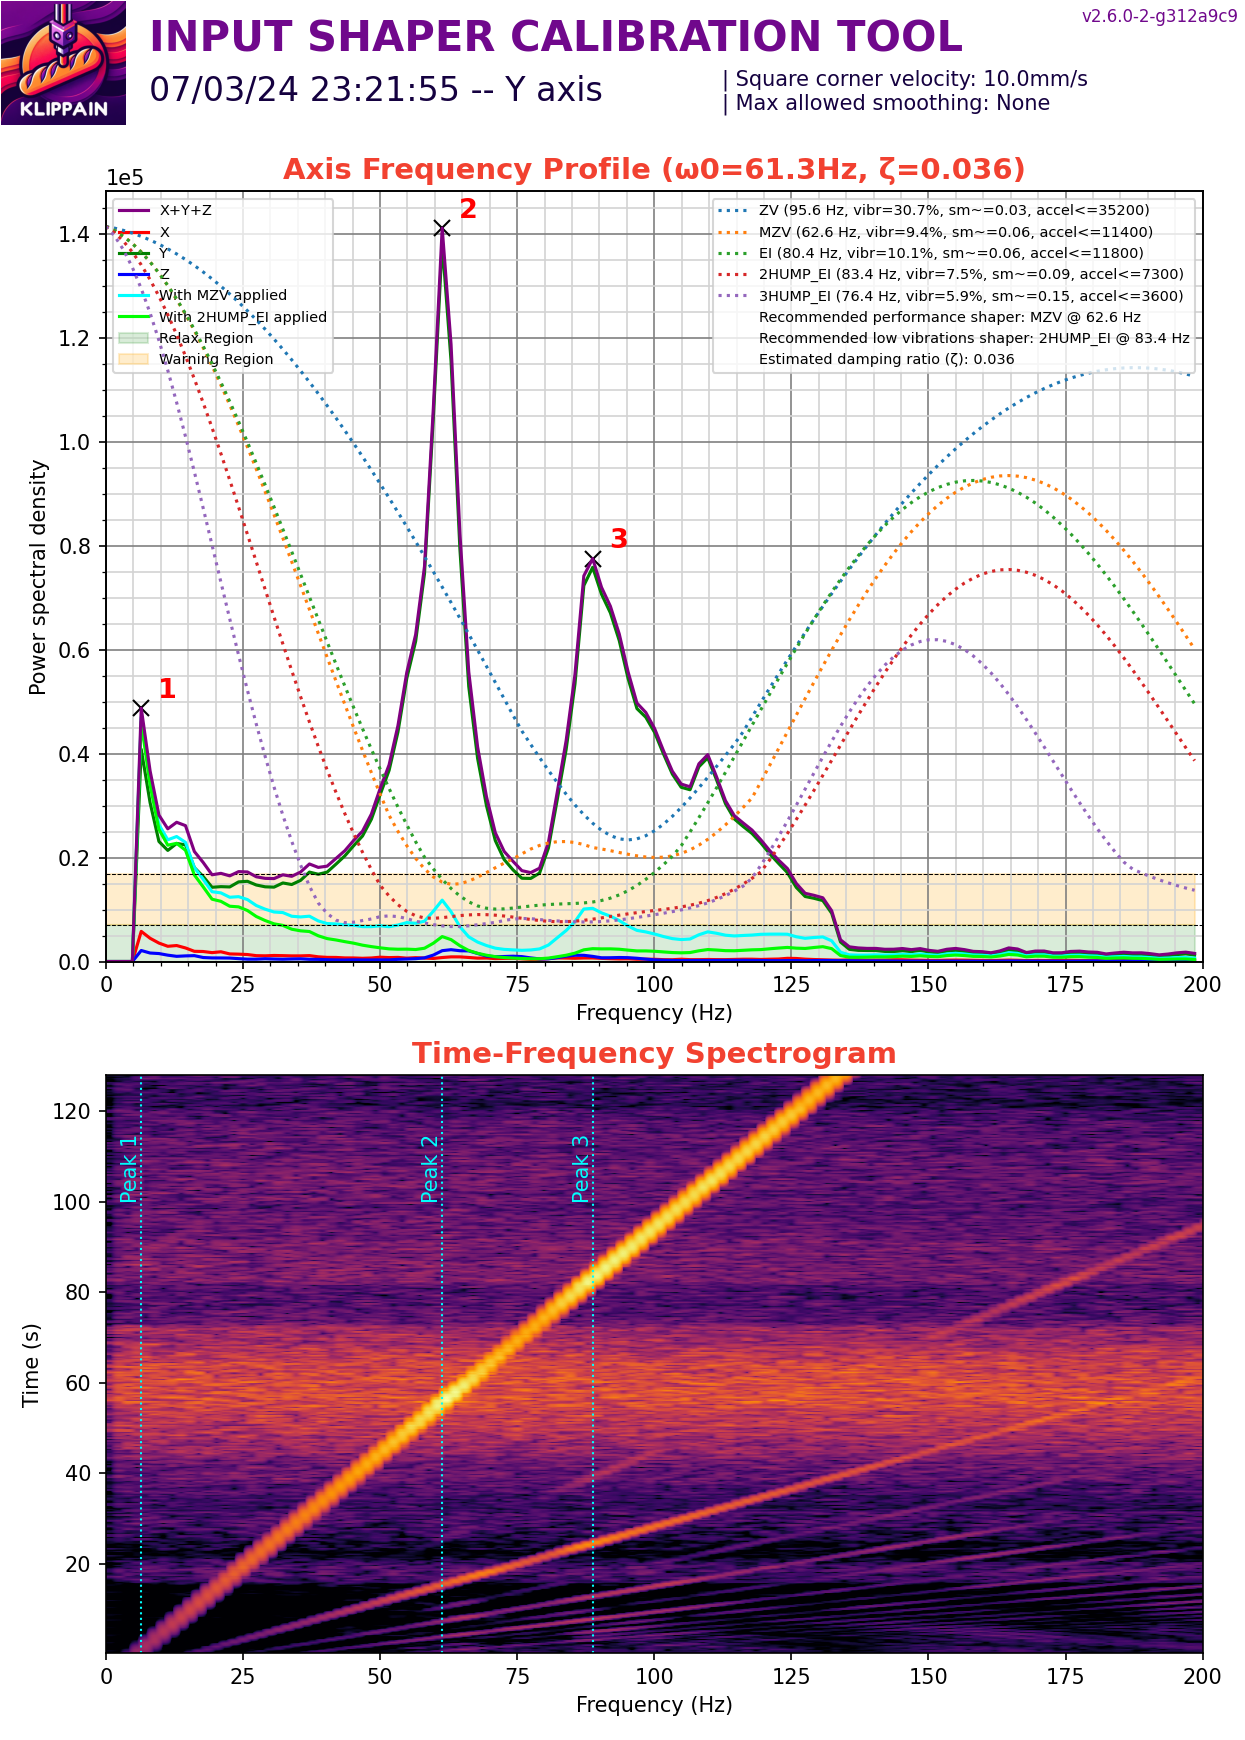 v2.6.0-2-g312a9c9
INPUT SHAPER CALIBRATION TOOL
07/03/24 23:21:55 -- Y axis
| Square corner velocity: 10.0mm/s
| Max allowed smoothing: None
KLIPPAIN
Axis Frequency Profile (ω0=61.3Hz, ζ=0.036)
1e5
X+Y+Z
X
Y
Z
With MZV applied
With 2HUMP_EI applied
Relax Region
Warning Region
ZV (95.6 Hz, vibr=30.7%, sm~=0.03, accel<=35200)
MZV (62.6 Hz, vibr=9.4%, sm~=0.06, accel<=11400)
EI (80.4 Hz, vibr=10.1%, sm~=0.06, accel<=11800)
2HUMP_EI (83.4 Hz, vibr=7.5%, sm~=0.09, accel<=7300)
3HUMP_EI (76.4 Hz, vibr=5.9%, sm~=0.15, accel<=3600)
Recommended performance shaper: MZV @ 62.6 Hz
Recommended low vibrations shaper: 2HUMP_EI @ 83.4 Hz
Estimated damping ratio (ζ): 0.036
2
3
1
Power spectral density
1.4
1.2
1.0
0.8
0.6
0.4
0.2
0.0
0 25 50 75 100 125 150 175 200
Frequency (Hz)
Time-Frequency Spectrogram
Peak 1
Peak 2
Peak 3
Time (s)
120
100
80
60
40
20
0 25 50 75 100 125 150 175 200
Frequency (Hz)